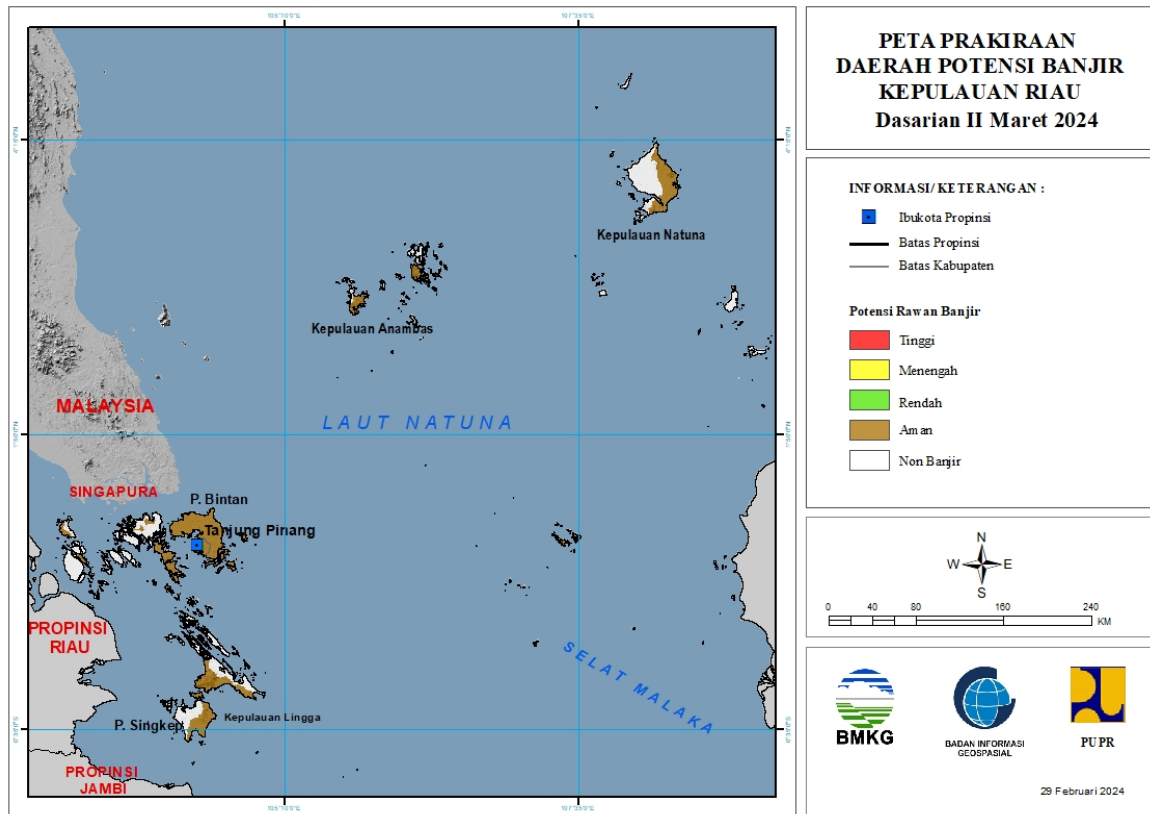 PETA PRAKIRAAN
DAERAH POTENSI BANJIR
KEPULAUAN RIAU
Dasarian II Maret 2024
INFORMASI/ KETERANGAN :
Ibukota Propinsi
Batas Propinsi
Batas Kabupaten
Potensi Rawan Banjir
Tinggi
Menengah
Rendah
Aman
Non Banjir
N
W E
S
0 40 80 160 240
KM
BMKG
BADAN INFORMASI
GEOSPASIAL
PUPR
29 Februari 2024
Kepulauan Natuna
Kepulauan Anambas
MALAYSIA
LAUT NATUNA
SINGAPURA
P. Bintan
Tanjung Pinang
PROPINSI
RIAU
SELAT MALAKA
P. Singkep
Kepulauan Lingga
PROPINSI
JAMBI